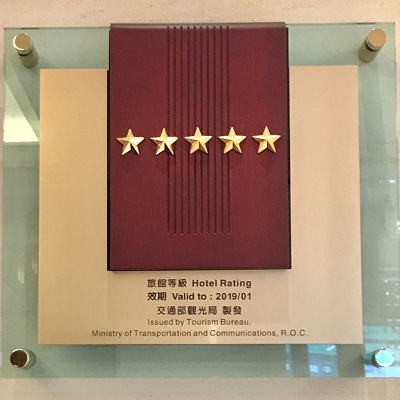 旅館等級 Hotel Rating
效期 Valid to : 2019/01
交通部觀光局 製發
Issued by Tourism Bureau,
Ministry of Transportation and Communications, R.O.C.